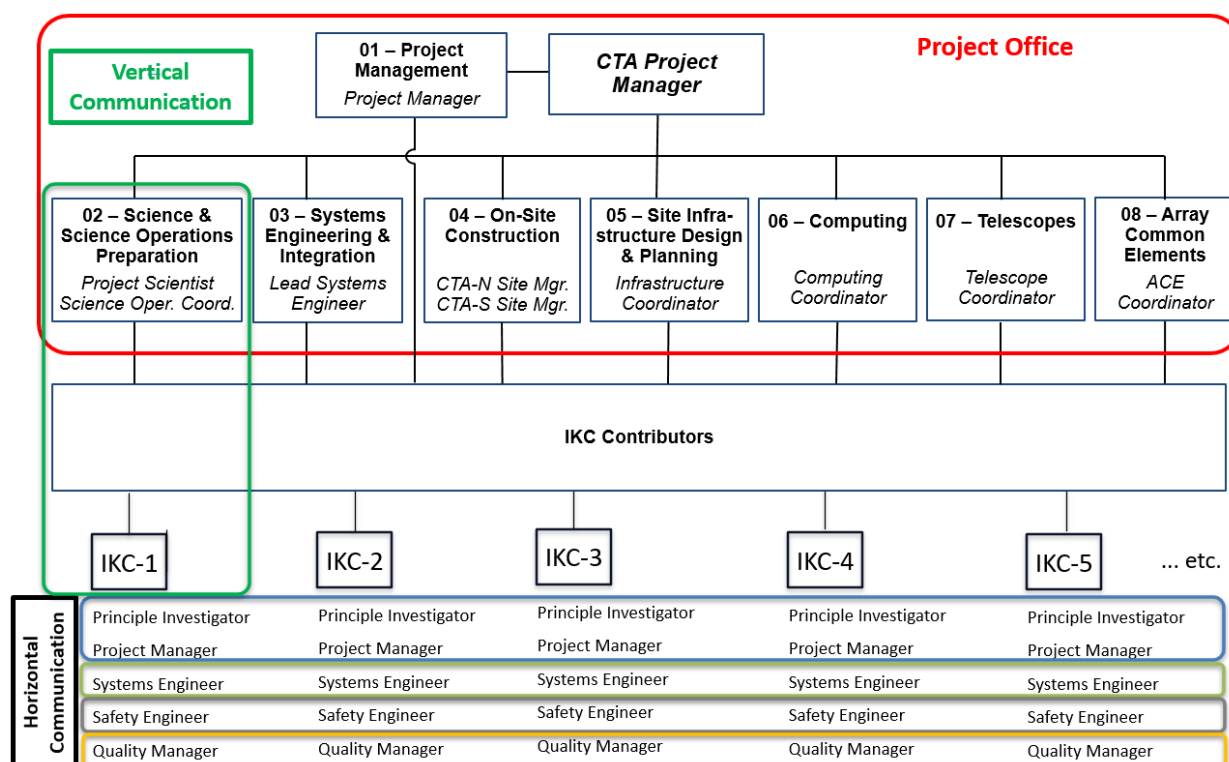 Project Office
Vertical
Communication
01 – Project
Management
Project Manager
CTA Project
Manager
02 – Science &
Science Operations
Preparation
Project Scientist
Science Oper. Coord.
03 – Systems
Engineering &
Integration
Lead Systems
Engineer
04 – On-Site
Construction
CTA-N Site Mgr.
CTA-S Site Mgr.
05 – Site Infra-
structure Design
& Planning
Infrastructure
Coordinator
06 – Computing
Computing
Coordinator
07 – Telescopes
Telescope
Coordinator
08 – Array
Common
Elements
ACE
Coordinator
IKC Contributors
IKC-1
IKC-2
IKC-3
IKC-4
IKC-5
... etc.
Horizontal
Communication
Principle Investigator Principle Investigator Principle Investigator Principle Investigator Principle Investigator
Project Manager Project Manager Project Manager Project Manager Project Manager
Systems Engineer Systems Engineer Systems Engineer Systems Engineer Systems Engineer
Safety Engineer Safety Engineer Safety Engineer Safety Engineer Safety Engineer
Quality Manager Quality Manager Quality Manager Quality Manager Quality Manager